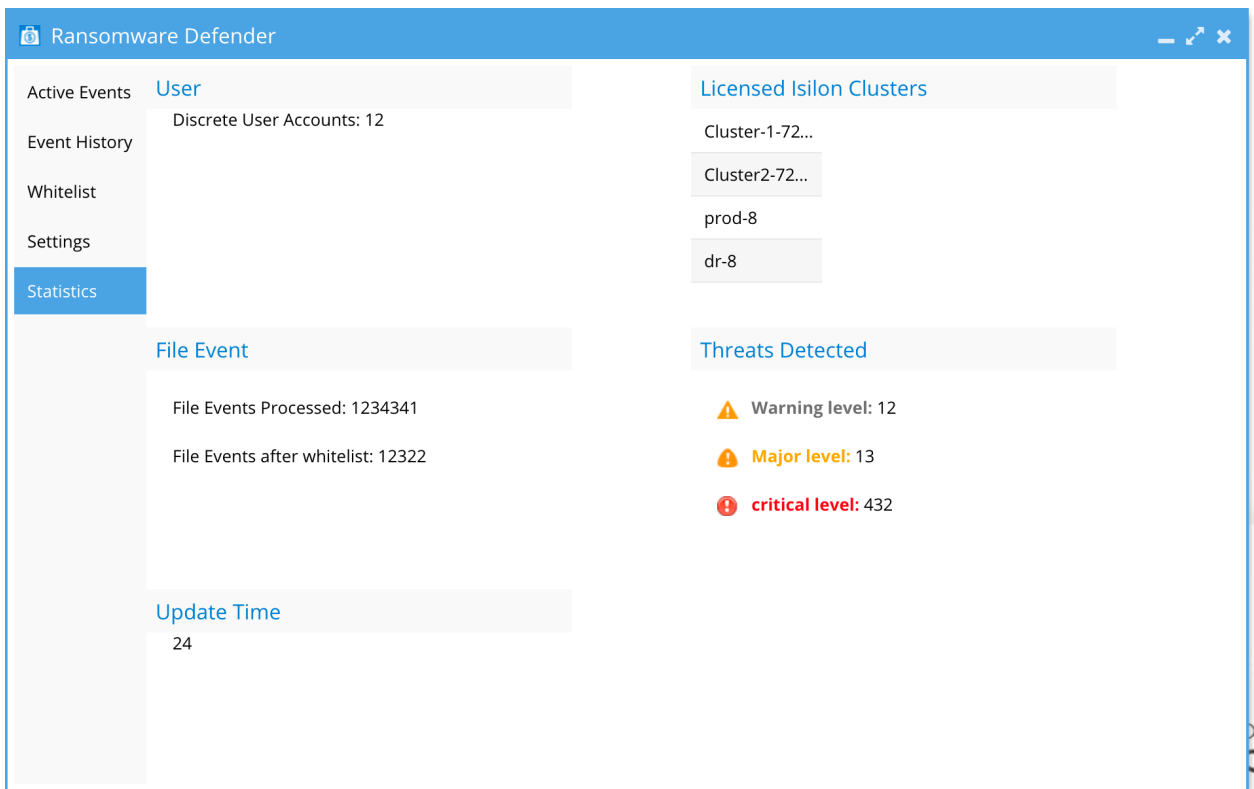 Ransomware Defender
Active Events
Event History
Whitelist
Settings
Statistics
User
Discrete User Accounts: 12
Licensed Isilon Clusters
Cluster-1-72...
Cluster2-72...
prod-8
dr-8
File Event
File Events Processed: 1234341
File Events after whitelist: 12322
Threats Detected
Warning level: 12
Major level: 13
critical level: 432
Update Time
24